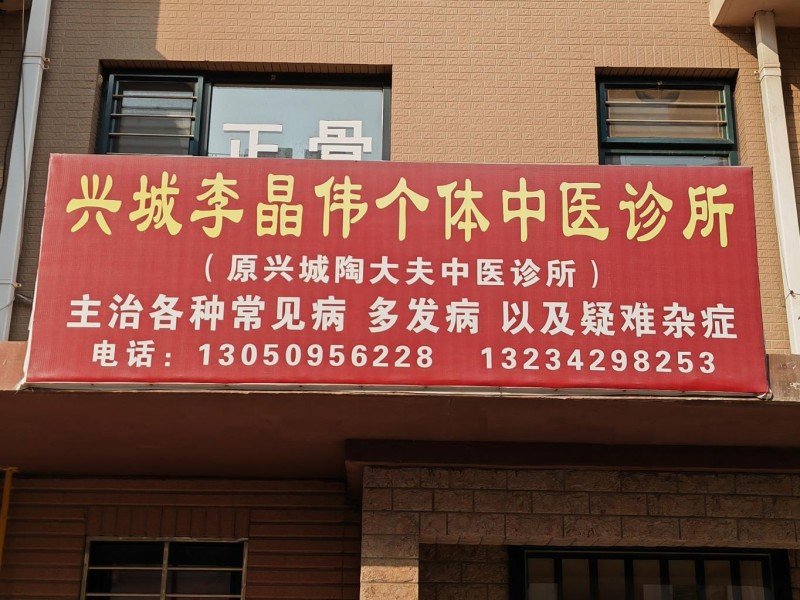 正骨
兴城李晶伟个体中医诊所
（原兴城陶大夫中医诊所）
主治各种常见病 多发病 以及疑难杂症
电话：13050956228 13234298253